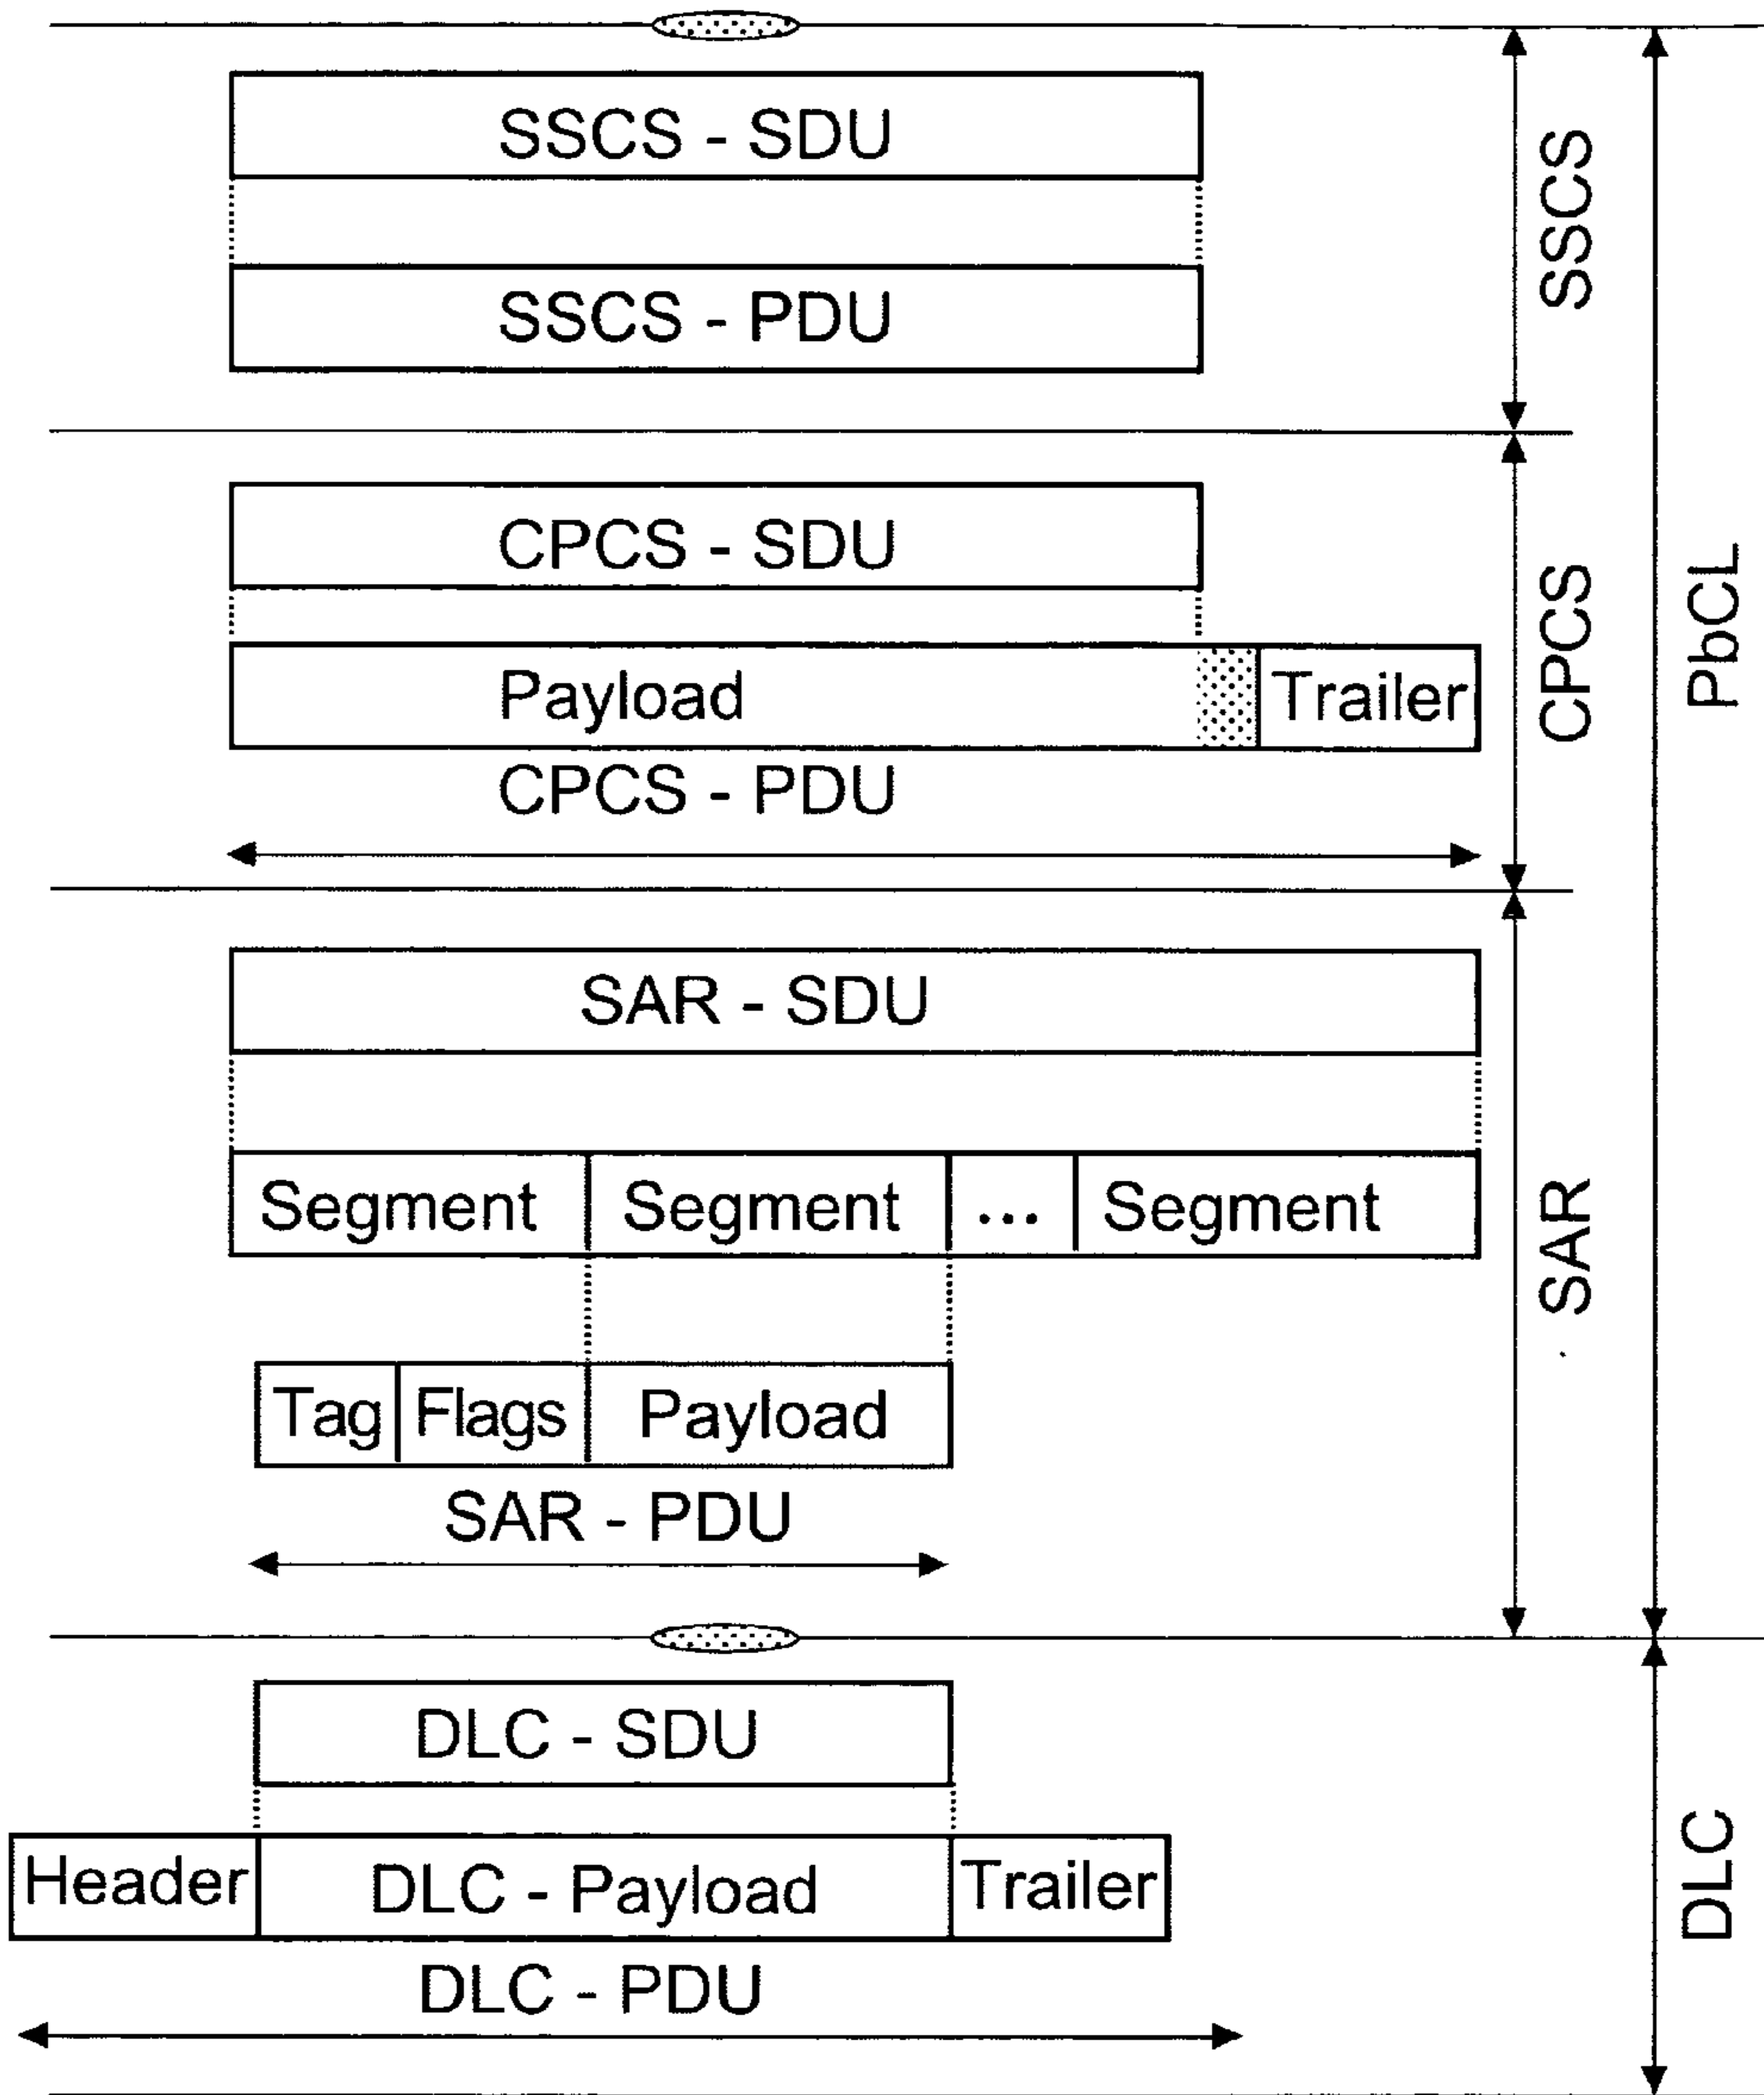 SSCS - SDU
SSCS - PDU
SSCS
CPCS - SDU
Payload Trailer
CPCS - PDU
CPCS
PbCL
SAR - SDU
Segment Segment ... Segment
Tag Flags Payload
SAR - PDU
SAR
DLC - SDU
Header DLC - Payload Trailer
DLC - PDU
DLC